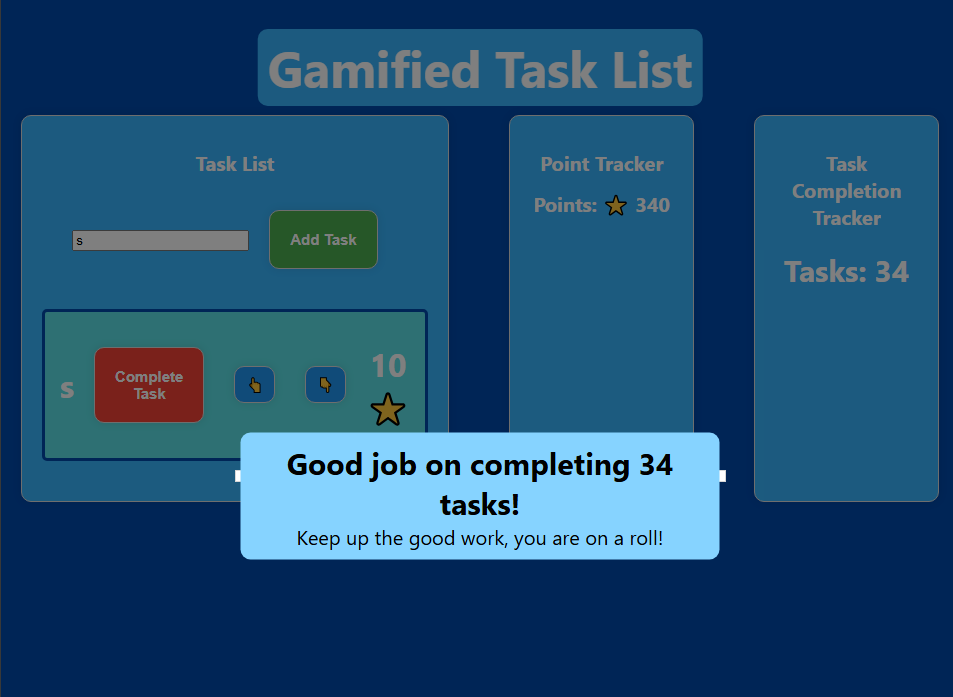 Gamified Task List
Task List
s
Add Task
s
Complete
Task
10
Point Tracker
Points: ⭐ 340
Task
Completion
Tracker
Tasks: 34
Good job on completing 34
tasks!
Keep up the good work, you are on a roll!